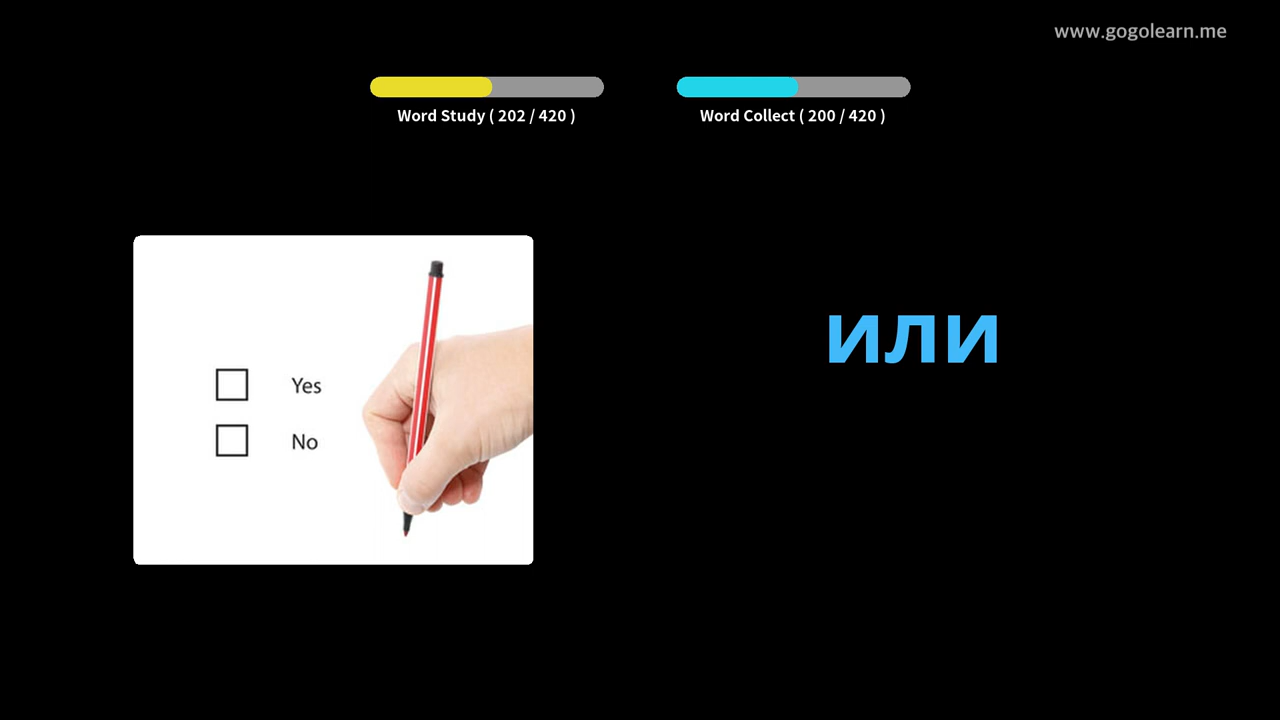 www.gogolearn.me
Word Study ( 202 / 420 )
Word Collect ( 200 / 420 )
Yes
No
или